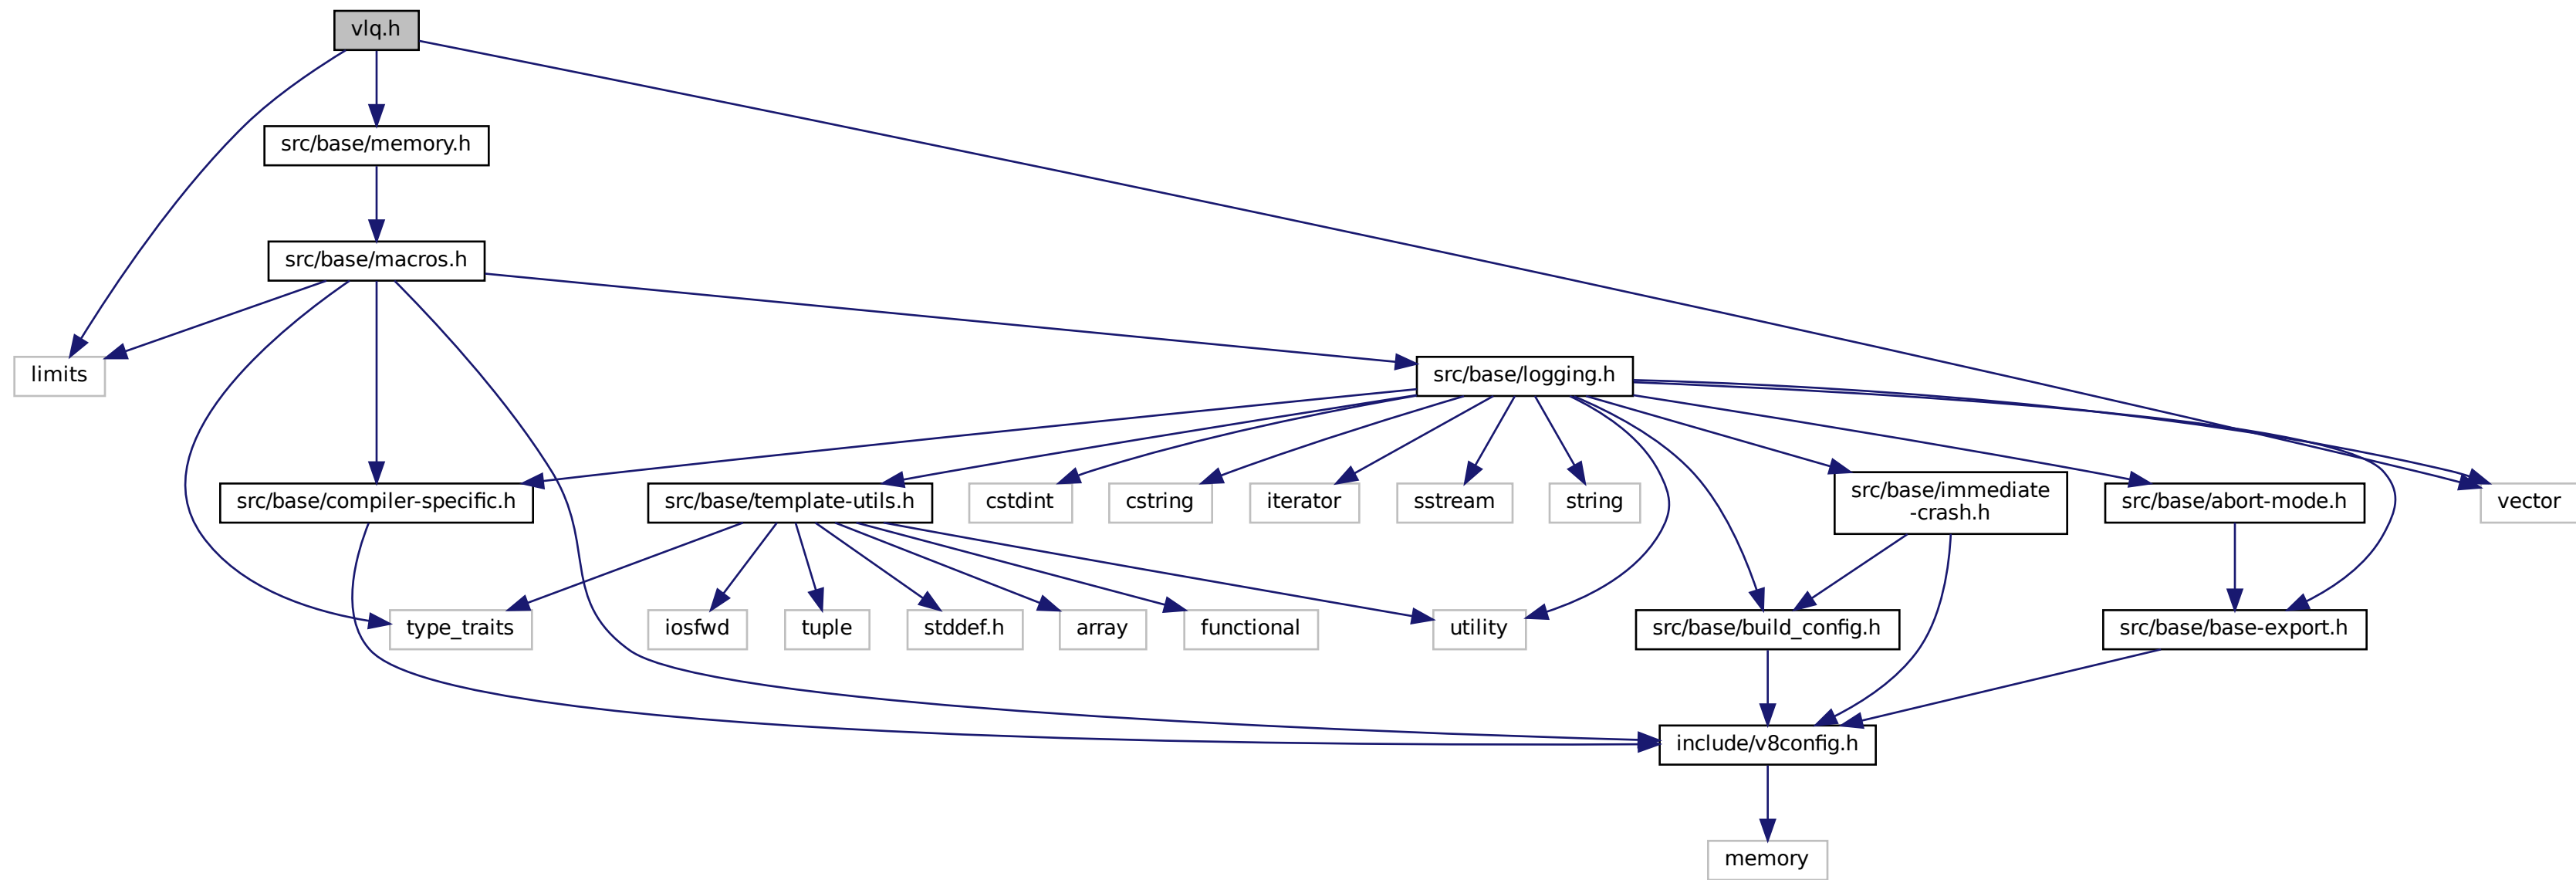 vlq.h
src/base/memory.h
src/base/macros.h
limits
src/base/logging.h
src/base/compiler-specific.h
src/base/template-utils.h
cstdint
cstring
iterator
sstream
string
src/base/immediate
-crash.h
src/base/abort-mode.h
vector
type_traits
iosfwd
tuple
stddef.h
array
functional
utility
src/base/build_config.h
src/base/base-export.h
include/v8config.h
memory